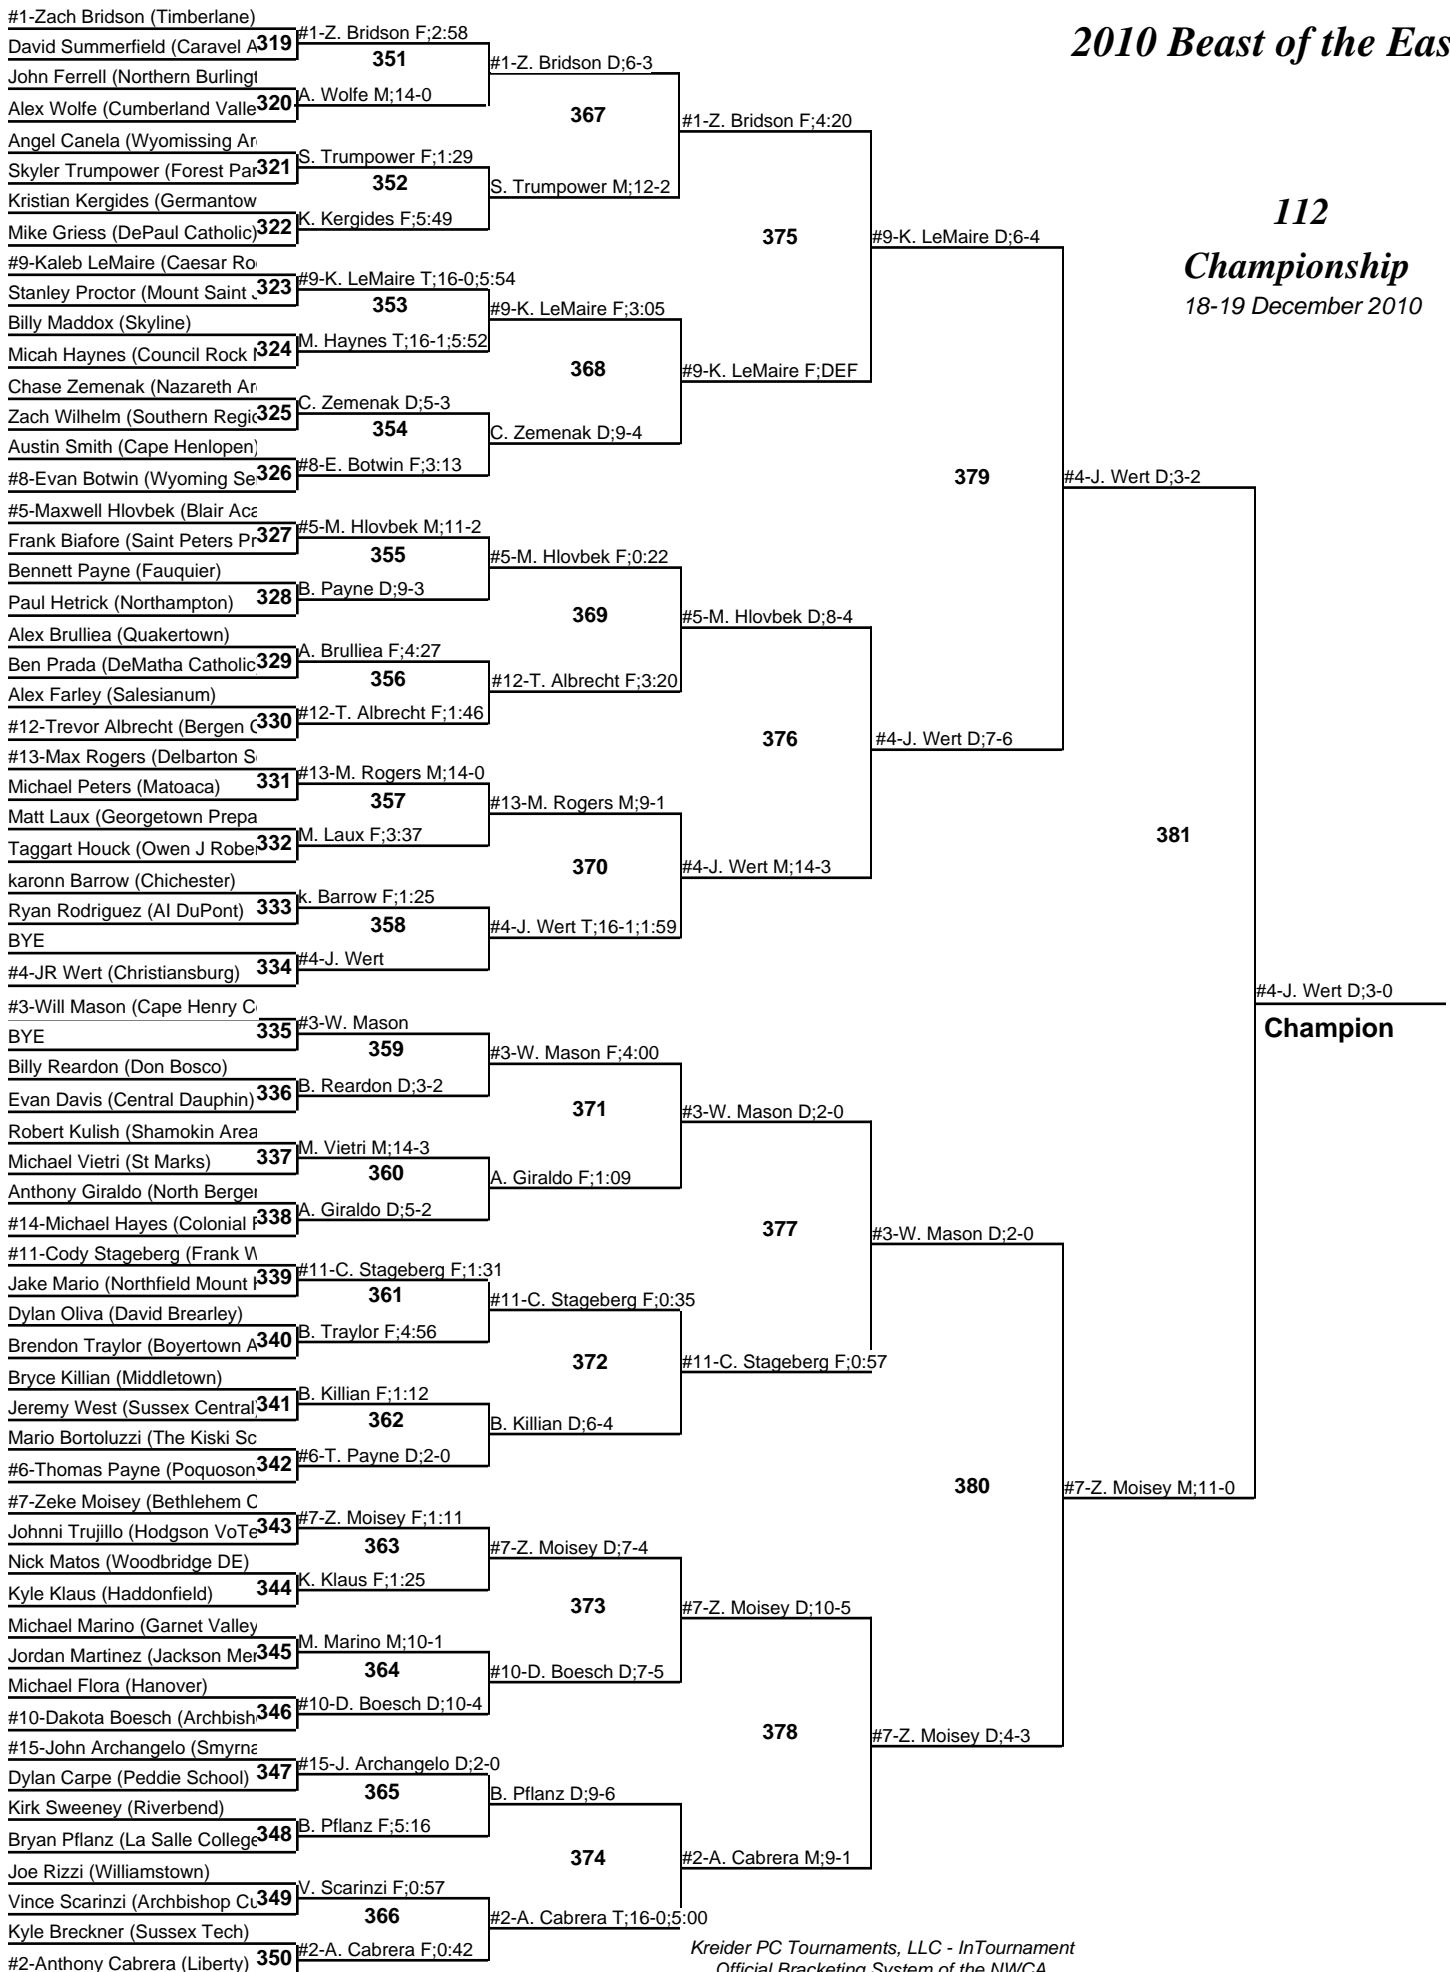 2010 Beast of the Eas
112
Championship
18-19 December 2010
#1-Zach Bridson (Timberlane)
David Summerfield (Caravel A
319
John Ferrell (Northern Burlingt
Alex Wolfe (Cumberland Valle
320
Angel Canela (Wyomissing Ar
Skyler Trumpower (Forest Par
321
Kristian Kergides (Germantow
Mike Griess (DePaul Catholic)
322
#9-Kaleb LeMaire (Caesar Ro
Stanley Proctor (Mount Saint J
323
Billy Maddox (Skyline)
Micah Haynes (Council Rock N
324
Chase Zemenak (Nazareth Ar
Zach Wilhelm (Southern Regio
325
Austin Smith (Cape Henlopen)
#8-Evan Botwin (Wyoming Se
326
#5-Maxwell Hlovbek (Blair Aca
Frank Biafore (Saint Peters Pr
327
Bennett Payne (Fauquier)
Paul Hetrick (Northampton)
328
Alex Brulliea (Quakertown)
Ben Prada (DeMatha Catholic
329
Alex Farley (Salesianum)
#12-Trevor Albrecht (Bergen C
330
#13-Max Rogers (Delbarton S
Michael Peters (Matoaca)
331
Matt Laux (Georgetown Prepa
Taggart Houck (Owen J Rober
332
karonn Barrow (Chichester)
Ryan Rodriguez (AI DuPont)
333
BYE
#4-JR Wert (Christiansburg)
334
#3-Will Mason (Cape Henry C
BYE
335
Billy Reardon (Don Bosco)
Evan Davis (Central Dauphin)
336
Robert Kulish (Shamokin Area
Michael Vietri (St Marks)
337
Anthony Giraldo (North Berger
#14-Michael Hayes (Colonial F
338
#11-Cody Stageberg (Frank W
Jake Mario (Northfield Mount H
339
Dylan Oliva (David Brearley)
Brendon Traylor (Boyertown A
340
Bryce Killian (Middletown)
Jeremy West (Sussex Central)
341
Mario Bortoluzzi (The Kiski Sc
#6-Thomas Payne (Poquoson)
342
#7-Zeke Moisey (Bethlehem C
Johnni Trujillo (Hodgson VoTe
343
Nick Matos (Woodbridge DE)
Kyle Klaus (Haddonfield)
344
Michael Marino (Garnet Valley
Jordan Martinez (Jackson Mem
345
Michael Flora (Hanover)
#10-Dakota Boesch (Archbish
346
#15-John Archangelo (Smyrna
Dylan Carpe (Peddie School)
347
Kirk Sweeney (Riverbend)
Bryan Pflanz (La Salle College
348
Joe Rizzi (Williamstown)
Vince Scarinzi (Archbishop Cu
349
Kyle Breckner (Sussex Tech)
#2-Anthony Cabrera (Liberty)
350
#1-Z. Bridson F;2:58
351
A. Wolfe M;14-0
S. Trumpower F;1:29
352
K. Kergides F;5:49
#9-K. LeMaire T;16-0;5:54
353
M. Haynes T;16-1;5:52
C. Zemenak D;5-3
354
#8-E. Botwin F;3:13
#5-M. Hlovbek M;11-2
355
B. Payne D;9-3
A. Brulliea F;4:27
356
#12-T. Albrecht F;1:46
#13-M. Rogers M;14-0
357
M. Laux F;3:37
k. Barrow F;1:25
358
#4-J. Wert
#3-W. Mason
359
B. Reardon D;3-2
M. Vietri M;14-3
360
A. Giraldo D;5-2
#11-C. Stageberg F;1:31
361
B. Traylor F;4:56
B. Killian F;1:12
362
#6-T. Payne D;2-0
#7-Z. Moisey F;1:11
363
K. Klaus F;1:25
M. Marino M;10-1
364
#10-D. Boesch D;10-4
#15-J. Archangelo D;2-0
365
B. Pflanz F;5:16
V. Scarinzi F;0:57
366
#2-A. Cabrera F;0:42
#1-Z. Bridson D;6-3
367
S. Trumpower M;12-2
#9-K. LeMaire F;3:05
368
C. Zemenak D;9-4
#5-M. Hlovbek F;0:22
369
#12-T. Albrecht F;3:20
#13-M. Rogers M;9-1
370
#4-J. Wert T;16-1;1:59
#3-W. Mason F;4:00
371
A. Giraldo F;1:09
#11-C. Stageberg F;0:35
372
B. Killian D;6-4
#7-Z. Moisey D;7-4
373
#10-D. Boesch D;7-5
B. Pflanz D;9-6
374
#2-A. Cabrera T;16-0;5:00
#1-Z. Bridson F;4:20
375
#9-K. LeMaire F;DEF
#5-M. Hlovbek D;8-4
376
#4-J. Wert M;14-3
#3-W. Mason D;2-0
377
#11-C. Stageberg F;0:57
#7-Z. Moisey D;10-5
378
#2-A. Cabrera M;9-1
#9-K. LeMaire D;6-4
379
#4-J. Wert D;7-6
#3-W. Mason D;2-0
380
#7-Z. Moisey D;4-3
#4-J. Wert D;3-2
381
#7-Z. Moisey M;11-0
#4-J. Wert D;3-0
Champion
Kreider PC Tournaments, LLC - InTournament
Official Bracketing System of the NWCA